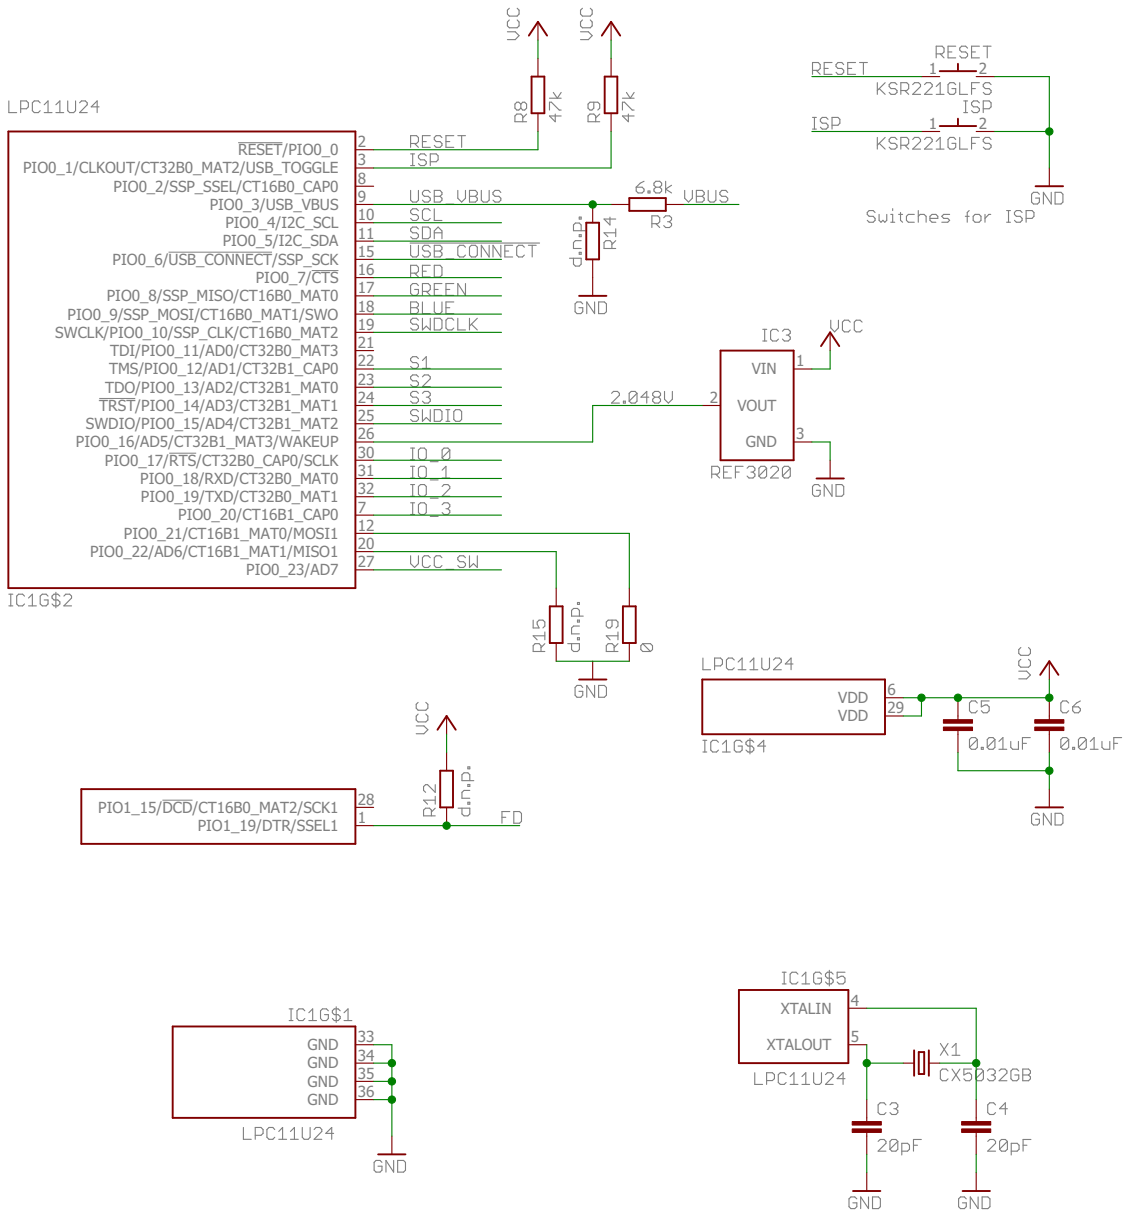 VCC VCC
R8 47k R9 47k
RESET
RESET 1 2
KSR221GLFS
ISP
ISP 1 2
KSR221GLFS
GND
Switches for ISP
LPC11U24
RESET/PIO0_0 2 RESET
PIO0_1/CLKOUT/CT32B0_MAT2/USB_TOGGLE 3 ISP
PIO0_2/SSP_SSEL/CT16B0_CAP0 8
PIO0_3/USB_VBUS 9 USB_VBUS
PIO0_4/I2C_SCL 10 SCL
PIO0_5/I2C_SDA 11 SDA
PIO0_6/USB_CONNECT/SSP_SCK 15 USB_CONNECT
PIO0_7/CTS 16 RED
PIO0_8/SSP_MISO/CT16B0_MAT0 17 GREEN
PIO0_9/SSP_MOSI/CT16B0_MAT1/SWO 18 BLUE
SWCLK/PIO0_10/SSP_CLK/CT16B0_MAT2 19 SWDCLK
TDI/PIO0_11/AD0/CT32B0_MAT3 21
TMS/PIO0_12/AD1/CT32B1_CAP0 22 S1
TDO/PIO0_13/AD2/CT32B1_MAT0 23 S2
TRST/PIO0_14/AD3/CT32B1_MAT1 24 S3
SWDIO/PIO0_15/AD4/CT32B1_MAT2 25 SWDIO
PIO0_16/AD5/CT32B1_MAT3/WAKEUP 26
PIO0_17/RTS/CT32B0_CAP0/SCLK 30 IO_0
PIO0_18/RXD/CT32B0_MAT0 31 IO_1
PIO0_19/TXD/CT32B0_MAT1 32 IO_2
PIO0_20/CT16B1_CAP0 7 IO_3
PIO0_21/CT16B1_MAT0/MOSI1 12
PIO0_22/AD6/CT16B1_MAT1/MISO1 20
PIO0_23/AD7 27 VCC_SW
IC1G$2
6.8k VBUS
R3
d.n.p. R14
GND
IC3 VCC
VIN 1
2.048V 2 VOUT
GND 3
REF3020
GND
R15 d.n.p. R19 0
GND
LPC11U24 VCC
VDD 6
VDD 29
IC1G$4
C5 C6
0.01uF 0.01uF
GND
VCC
R12 d.n.p.
PIO1_15/DCD/CT16B0_MAT2/SCK1 28
PIO1_19/DTR/SSEL1 1 FD
IC1G$1
GND 33
GND 34
GND 35
GND 36
LPC11U24
GND
IC1G$5
XTALIN 4
XTALOUT 5
LPC11U24
X1
CX5032GB
C3 C4
20pF 20pF
GND GND